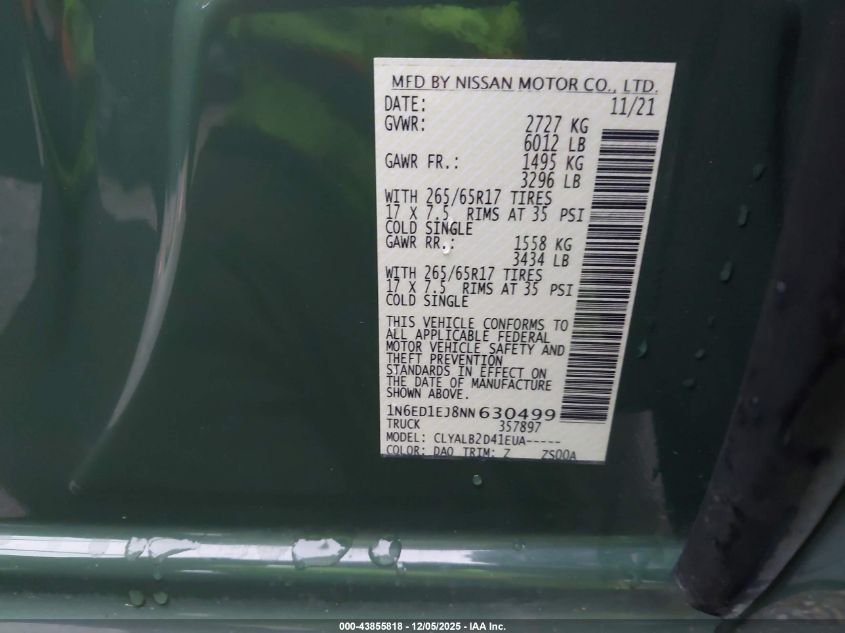 MFD BY NISSAN MOTOR CO., LTD.
DATE: 11/21
GVWR: 2727 KG
6012 LB
GAWR FR.: 1495 KG
3296 LB
WITH 265/65R17 TIRES
17 X 7.5 RIMS AT 35 PSI
COLD SINGLE
GAWR RR.: 1558 KG
3434 LB
WITH 265/65R17 TIRES
17 X 7.5 RIMS AT 35 PSI
COLD SINGLE
THIS VEHICLE CONFORMS TO
ALL APPLICABLE FEDERAL
MOTOR VEHICLE SAFETY AND
THEFT PREVENTION
STANDARDS IN EFFECT ON
THE DATE OF MANUFACTURE
SHOWN ABOVE.
1N6ED1EJ8NN630499
TRUCK 357897
MODEL: CLYALB2D41EUA-----
COLOR: DAO TRIM: Z ZS00A
000-43855818 - 12/05/2025 - IAA Inc.